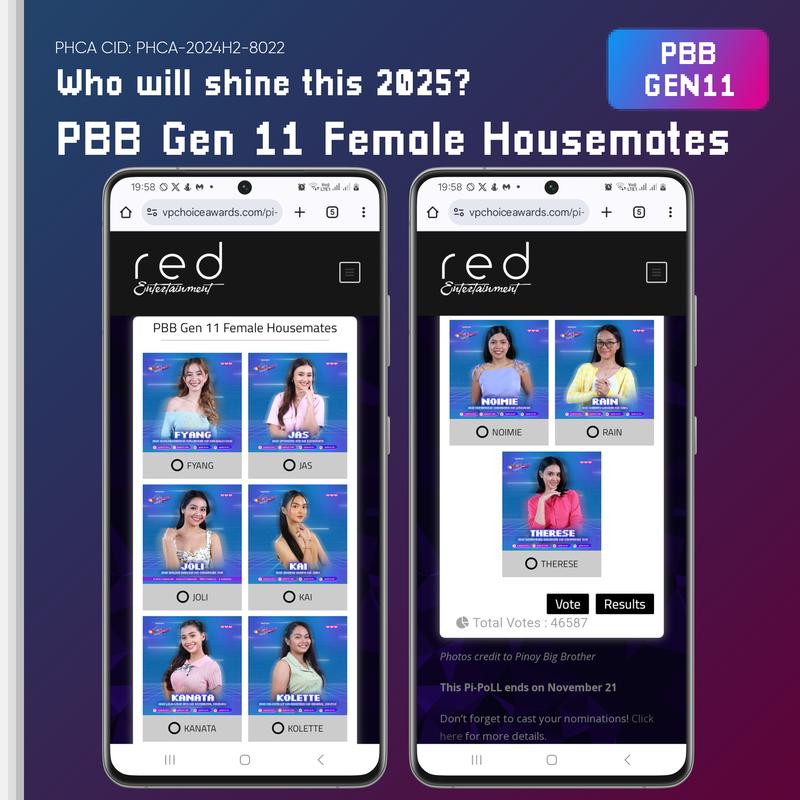 PHCA CID: PHCA-2024H2-8022
Who will shine this 2025?
PBB Gen 11 Female Housemates
PBB
GEN11
19:58
vpchoiceawards.com/pi-
5
red
Entertainment
PBB Gen 11 Female Housemates
FYANG
JAS
FYANG
JAS
JOLI
KAI
JOLI
KAI
KANATA
KOLETTE
KANATA
KOLETTE
19:58
vpchoiceawards.com/pi-
5
red
Entertainment
NOIMIE
RAIN
NOIMIE
RAIN
THERESE
THERESE
Vote
Results
Total Votes : 46587
Photos credit to Pinoy Big Brother
This Pi-PoLL ends on November 21
Don't forget to cast your nominations! Click
here for more details.